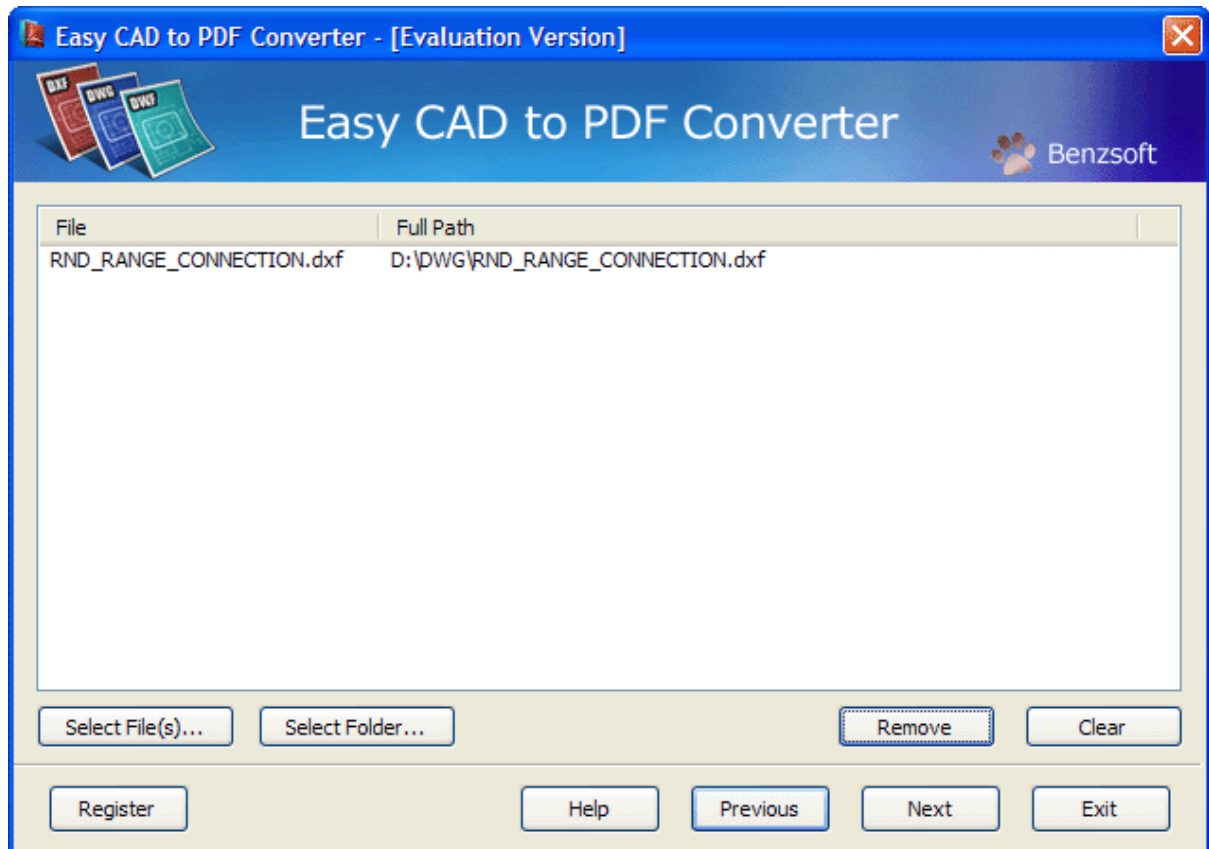 Easy CAD to PDF Converter - [Evaluation Version]
DXF
DWG
DWF
Easy CAD to PDF Converter
Benzsoft
File Full Path
RND_RANGE_CONNECTION.dxf D:\DWG\RND_RANGE_CONNECTION.dxf
Select File(s)... Select Folder... Remove Clear
Register Help Previous Next Exit